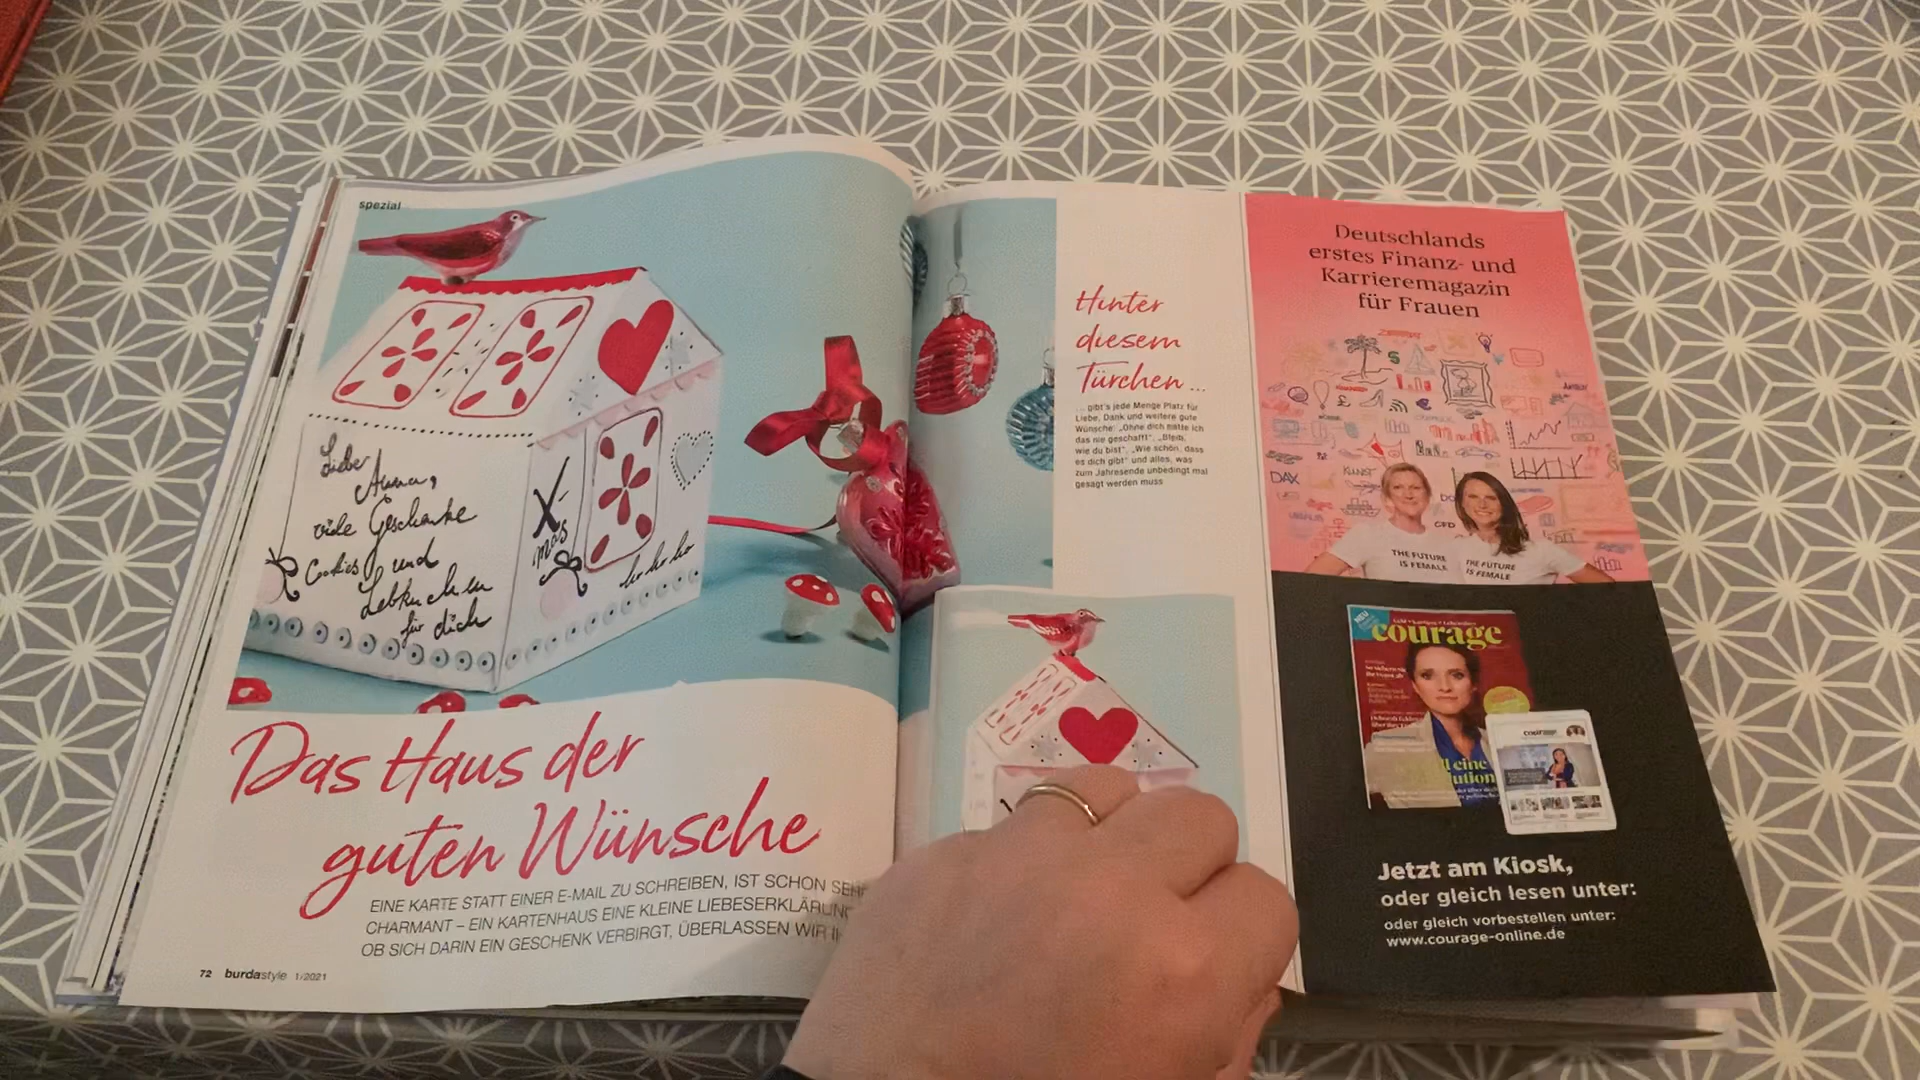 spezial
Liebe
Anna,
viele Geschenke
Cookies und
Lebkuchen
für dich
X-
mas
ho ho ho
Das Haus der
guten Wünsche
EINE KARTE STATT EINER E-MAIL ZU SCHREIBEN, IST SCHON
CHARMANT – EIN KARTENHAUS EINE KLEINE
OB SICH DARIN EIN GESCHENK VERBIRGT, ÜBERLASSEN WIR
72 burdastyle 1/2021
Hinter
diesem
Türchen ...
... gibt's jede Menge Platz für
Liebe, Dank und weitere gute
Wünsche: „Ohne dich hätte ich
das nie geschafft“, „Bleib,
wie du bist“, „Wie schön, dass
es dich gibt“ und alles, was
zum Jahresende unbedingt mal
gesagt werden muss
Deutschlands
erstes Finanz- und
Karrieremagazin
für Frauen
DAX
KUNST
CFD
THE FUTURE
IS FEMALE
THE FUTURE
IS FEMALE
NEU
courage
Jetzt am Kiosk,
oder gleich lesen unter:
oder gleich vorbestellen unter:
www.courage-online.de